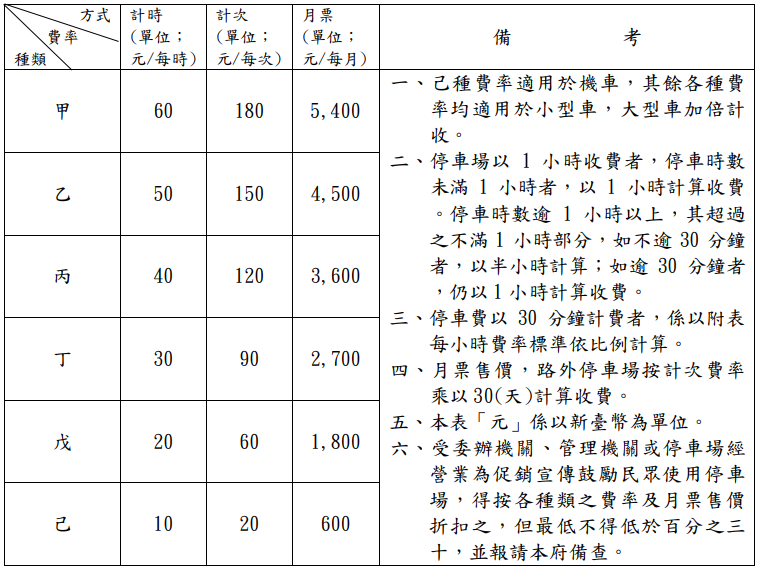 方式
費率
種類
計時
(單位；
元/每時)
計次
(單位；
元/每次)
月票
(單位；
元/每月)
備 考
甲 60 180 5,400
乙 50 150 4,500
丙 40 120 3,600
丁 30 90 2,700
戊 20 60 1,800
己 10 20 600
一、己種費率適用於機車，其餘各種費
率均適用於小型車，大型車加倍計
收。
二、停車場以 1 小時收費者，停車時數
未滿 1 小時者，以 1 小時計算收費
。停車時數逾 1 小時以上，其超過
之不滿 1 小時部分，如不逾 30 分鐘
者，以半小時計算；如逾 30 分鐘者
，仍以 1 小時計算收費。
三、停車費以 30 分鐘計費者，係以附表
每小時費率標準依比例計算。
四、月票售價，路外停車場按計次費率
乘以 30(天)計算收費。
五、本表「元」係以新臺幣為單位。
六、受委辦機關、管理機關或停車場經
營業為促銷宣傳鼓勵民眾使用停車
場，得按各種類之費率及月票售價
折扣之，但最低不得低於百分之三
十，並報請本府備查。